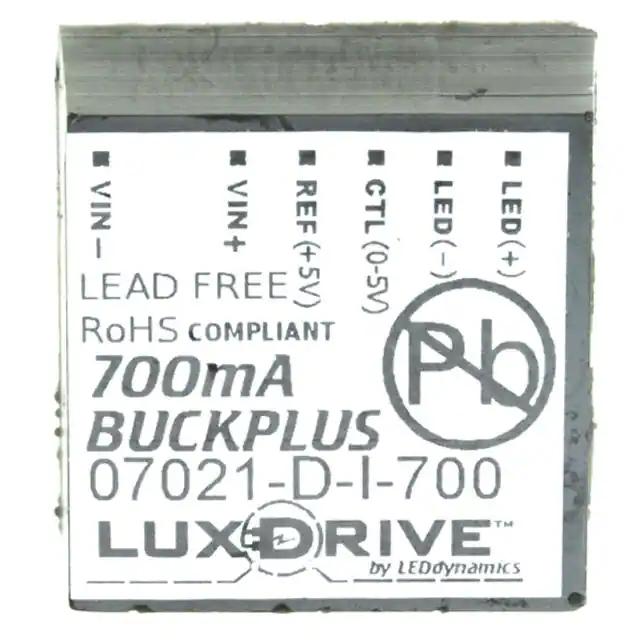 VIN-
VIN+
REF(+5V)
CTL(0-5V)
LED(-)
LED(+)
LEAD FREE
RoHS COMPLIANT
Pb
700mA
BUCKPLUS
07021-D-I-700
LUXDRIVE™
by LEDdynamics